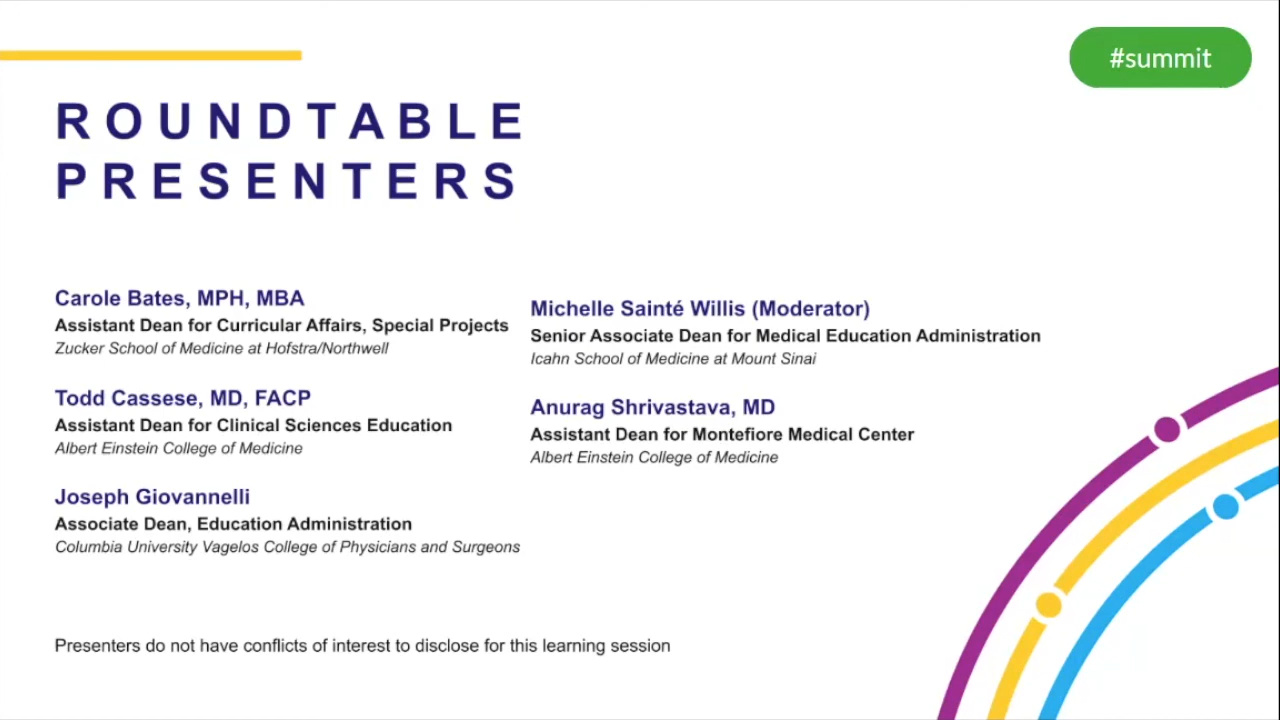 #summit
ROUNDTABLE
PRESENTERS
Carole Bates, MPH, MBA
Assistant Dean for Curricular Affairs, Special Projects
Zucker School of Medicine at Hofstra/Northwell
Todd Cassese, MD, FACP
Assistant Dean for Clinical Sciences Education
Albert Einstein College of Medicine
Joseph Giovannelli
Associate Dean, Education Administration
Columbia University Vagelos College of Physicians and Surgeons
Michelle Sainté Willis (Moderator)
Senior Associate Dean for Medical Education Administration
Icahn School of Medicine at Mount Sinai
Anurag Shrivastava, MD
Assistant Dean for Montefiore Medical Center
Albert Einstein College of Medicine
Presenters do not have conflicts of interest to disclose for this learning session